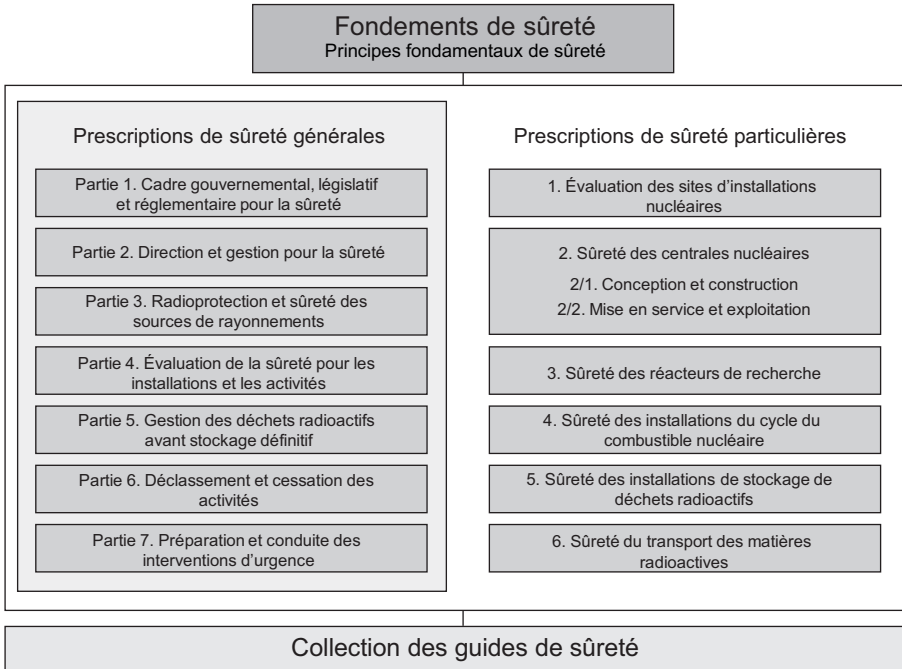 Fondements de sûreté
Principes fondamentaux de sûreté
Prescriptions de sûreté générales
Partie 1. Cadre gouvernemental, législatif
et réglementaire pour la sûreté
Partie 2. Direction et gestion pour la sûreté
Partie 3. Radioprotection et sûreté des
sources de rayonnements
Partie 4. Évaluation de la sûreté pour les
installations et les activités
Partie 5. Gestion des déchets radioactifs
avant stockage définitif
Partie 6. Déclassement et cessation des
activités
Partie 7. Préparation et conduite des
interventions d'urgence
Prescriptions de sûreté particulières
1. Évaluation des sites d'installations
nucléaires
2. Sûreté des centrales nucléaires
2/1. Conception et construction
2/2. Mise en service et exploitation
3. Sûreté des réacteurs de recherche
4. Sûreté des installations du cycle du
combustible nucléaire
5. Sûreté des installations de stockage de
déchets radioactifs
6. Sûreté du transport des matières
radioactives
Collection des guides de sûreté